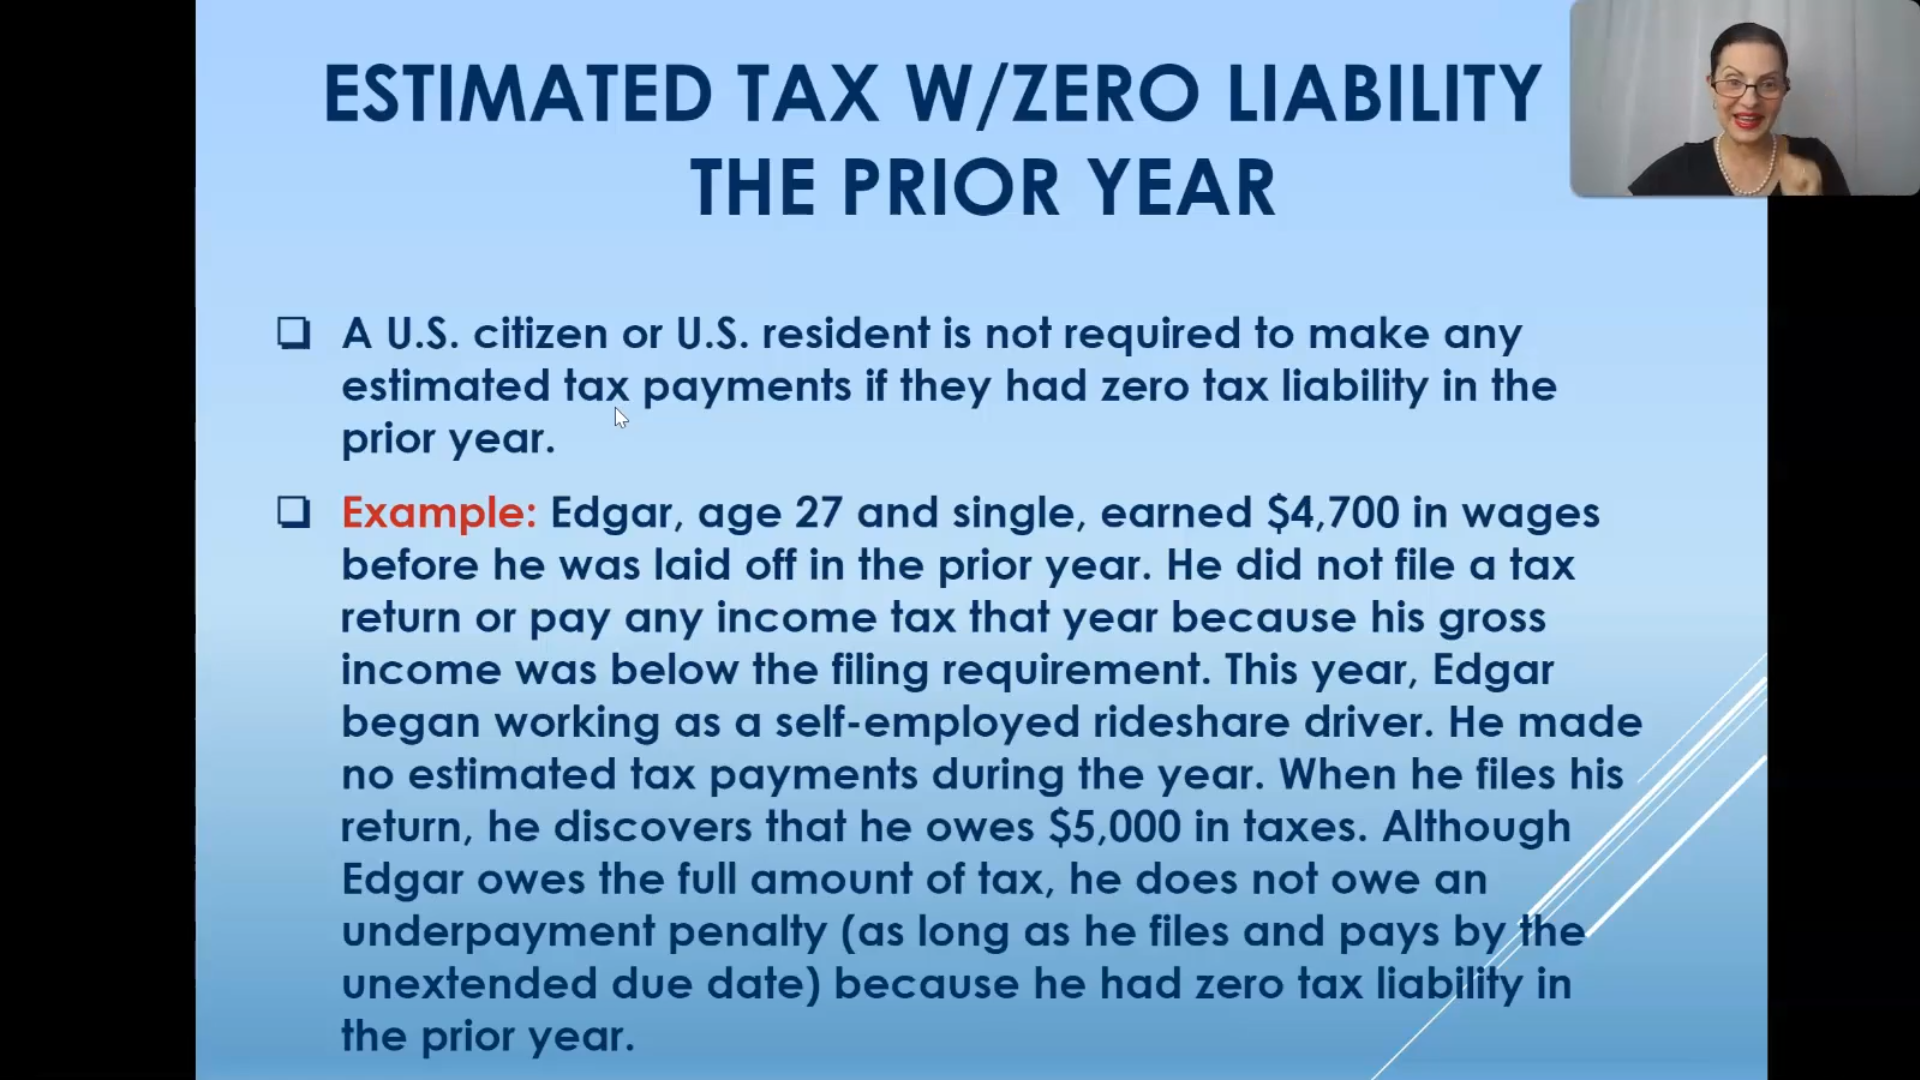 ESTIMATED TAX W/ZERO LIABILITY
THE PRIOR YEAR
A U.S. citizen or U.S. resident is not required to make any
estimated tax payments if they had zero tax liability in the
prior year.
Example: Edgar, age 27 and single, earned $4,700 in wages
before he was laid off in the prior year. He did not file a tax
return or pay any income tax that year because his gross
income was below the filing requirement. This year, Edgar
began working as a self-employed rideshare driver. He made
no estimated tax payments during the year. When he files his
return, he discovers that he owes $5,000 in taxes. Although
Edgar owes the full amount of tax, he does not owe an
underpayment penalty (as long as he files and pays by the
unextended due date) because he had zero tax liability in
the prior year.